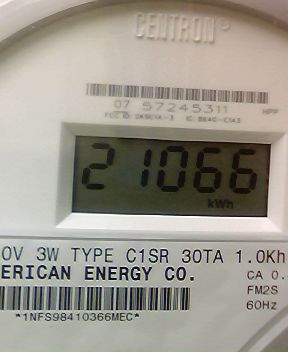 CENTRON®
07 57245311 HPP
21066
kWh
0V 3W TYPE C1SR 30TA 1.0Kh
ERICAN ENERGY CO. CA 0.
FM2S
60Hz
*1NFS98410366MEC*